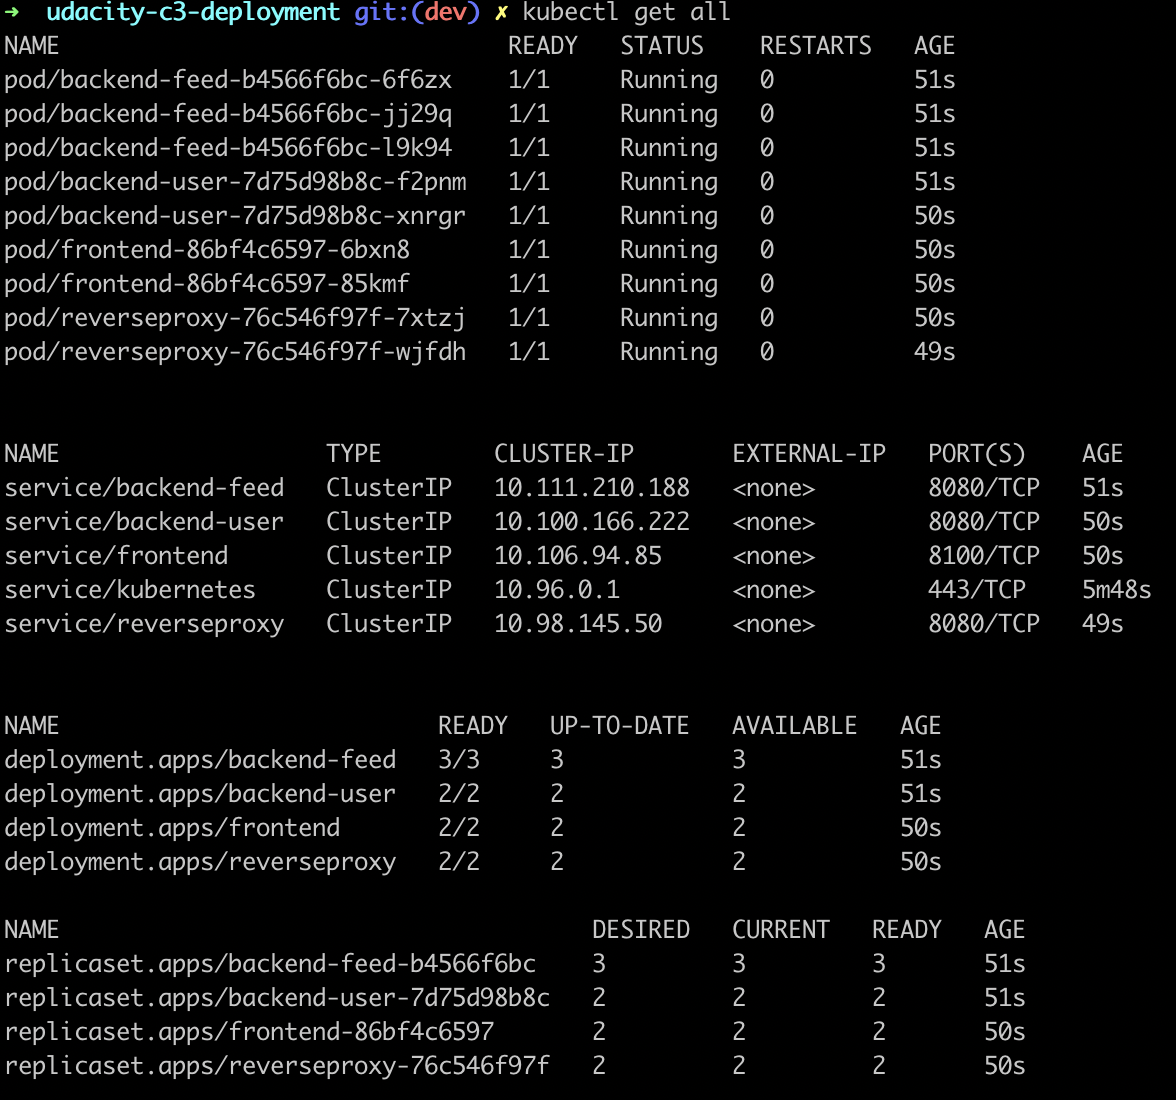 ➜  udacity-c3-deployment git:(dev) ✗ kubectl get all
NAME                                READY   STATUS    RESTARTS   AGE
pod/backend-feed-b4566f6bc-6f6zx    1/1     Running   0          51s
pod/backend-feed-b4566f6bc-jj29q    1/1     Running   0          51s
pod/backend-feed-b4566f6bc-l9k94    1/1     Running   0          51s
pod/backend-user-7d75d98b8c-f2pnm   1/1     Running   0          51s
pod/backend-user-7d75d98b8c-xnrgr   1/1     Running   0          50s
pod/frontend-86bf4c6597-6bxn8       1/1     Running   0          50s
pod/frontend-86bf4c6597-85kmf       1/1     Running   0          50s
pod/reverseproxy-76c546f97f-7xtzj   1/1     Running   0          50s
pod/reverseproxy-76c546f97f-wjfdh   1/1     Running   0          49s
NAME                   TYPE        CLUSTER-IP       EXTERNAL-IP   PORT(S)    AGE
service/backend-feed   ClusterIP   10.111.210.188   <none>        8080/TCP   51s
service/backend-user   ClusterIP   10.100.166.222   <none>        8080/TCP   50s
service/frontend       ClusterIP   10.106.94.85     <none>        8100/TCP   50s
service/kubernetes     ClusterIP   10.96.0.1        <none>        443/TCP    5m48s
service/reverseproxy   ClusterIP   10.98.145.50     <none>        8080/TCP   49s
NAME                           READY   UP-TO-DATE   AVAILABLE   AGE
deployment.apps/backend-feed   3/3     3            3           51s
deployment.apps/backend-user   2/2     2            2           51s
deployment.apps/frontend       2/2     2            2           50s
deployment.apps/reverseproxy   2/2     2            2           50s
NAME                                      DESIRED   CURRENT   READY   AGE
replicaset.apps/backend-feed-b4566f6bc    3         3         3       51s
replicaset.apps/backend-user-7d75d98b8c   2         2         2       51s
replicaset.apps/frontend-86bf4c6597       2         2         2       50s
replicaset.apps/reverseproxy-76c546f97f   2         2         2       50s